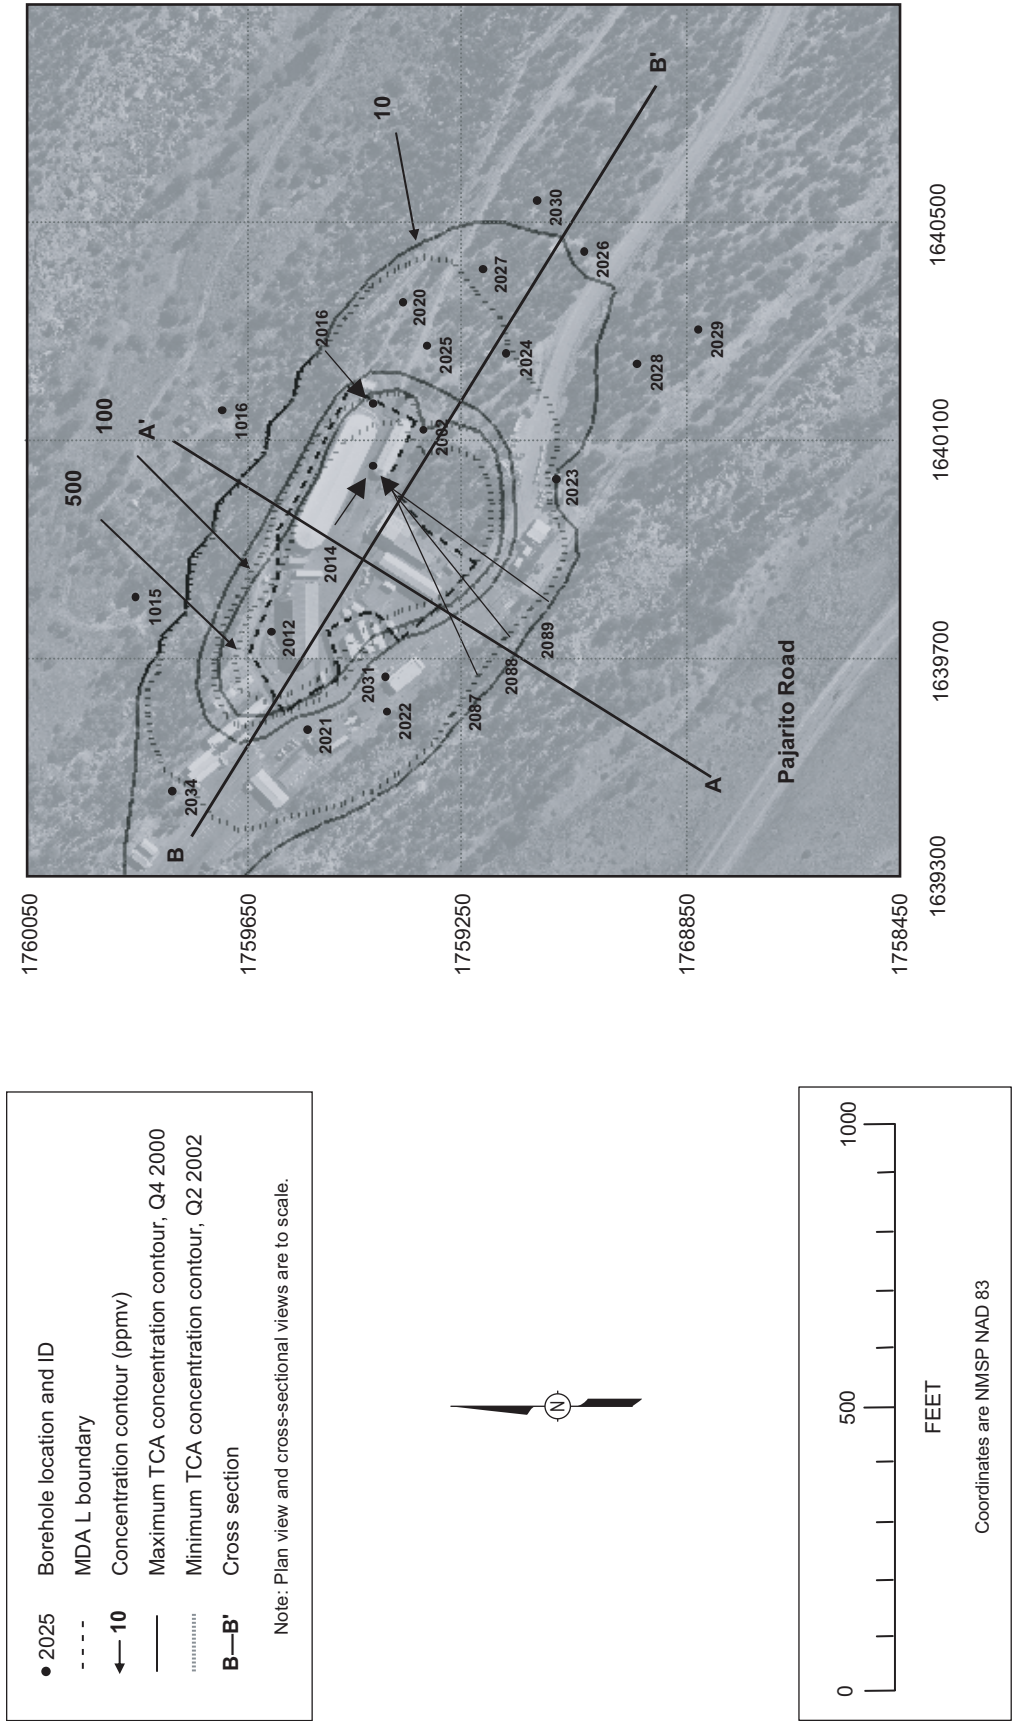 B'
10
2030
2026
2027
2020
2016
2025
2024
2029
2028
1016
A'
100
2002
2023
500
2014
1015
2012
2031
2089
2088
2087
2022
2021
2034
A
B
Pajarito Road
1760050
1759650
1759250
1768850
1758450
1639300
1639700
1640100
1640500
2025 Borehole location and ID
MDA L boundary
10 Concentration contour (ppmv)
Maximum TCA concentration contour, Q4 2000
Minimum TCA concentration contour, Q2 2002
B—B' Cross section
Note: Plan view and cross-sectional views are to scale.
N
0 500 1000
FEET
Coordinates are NMSP NAD 83